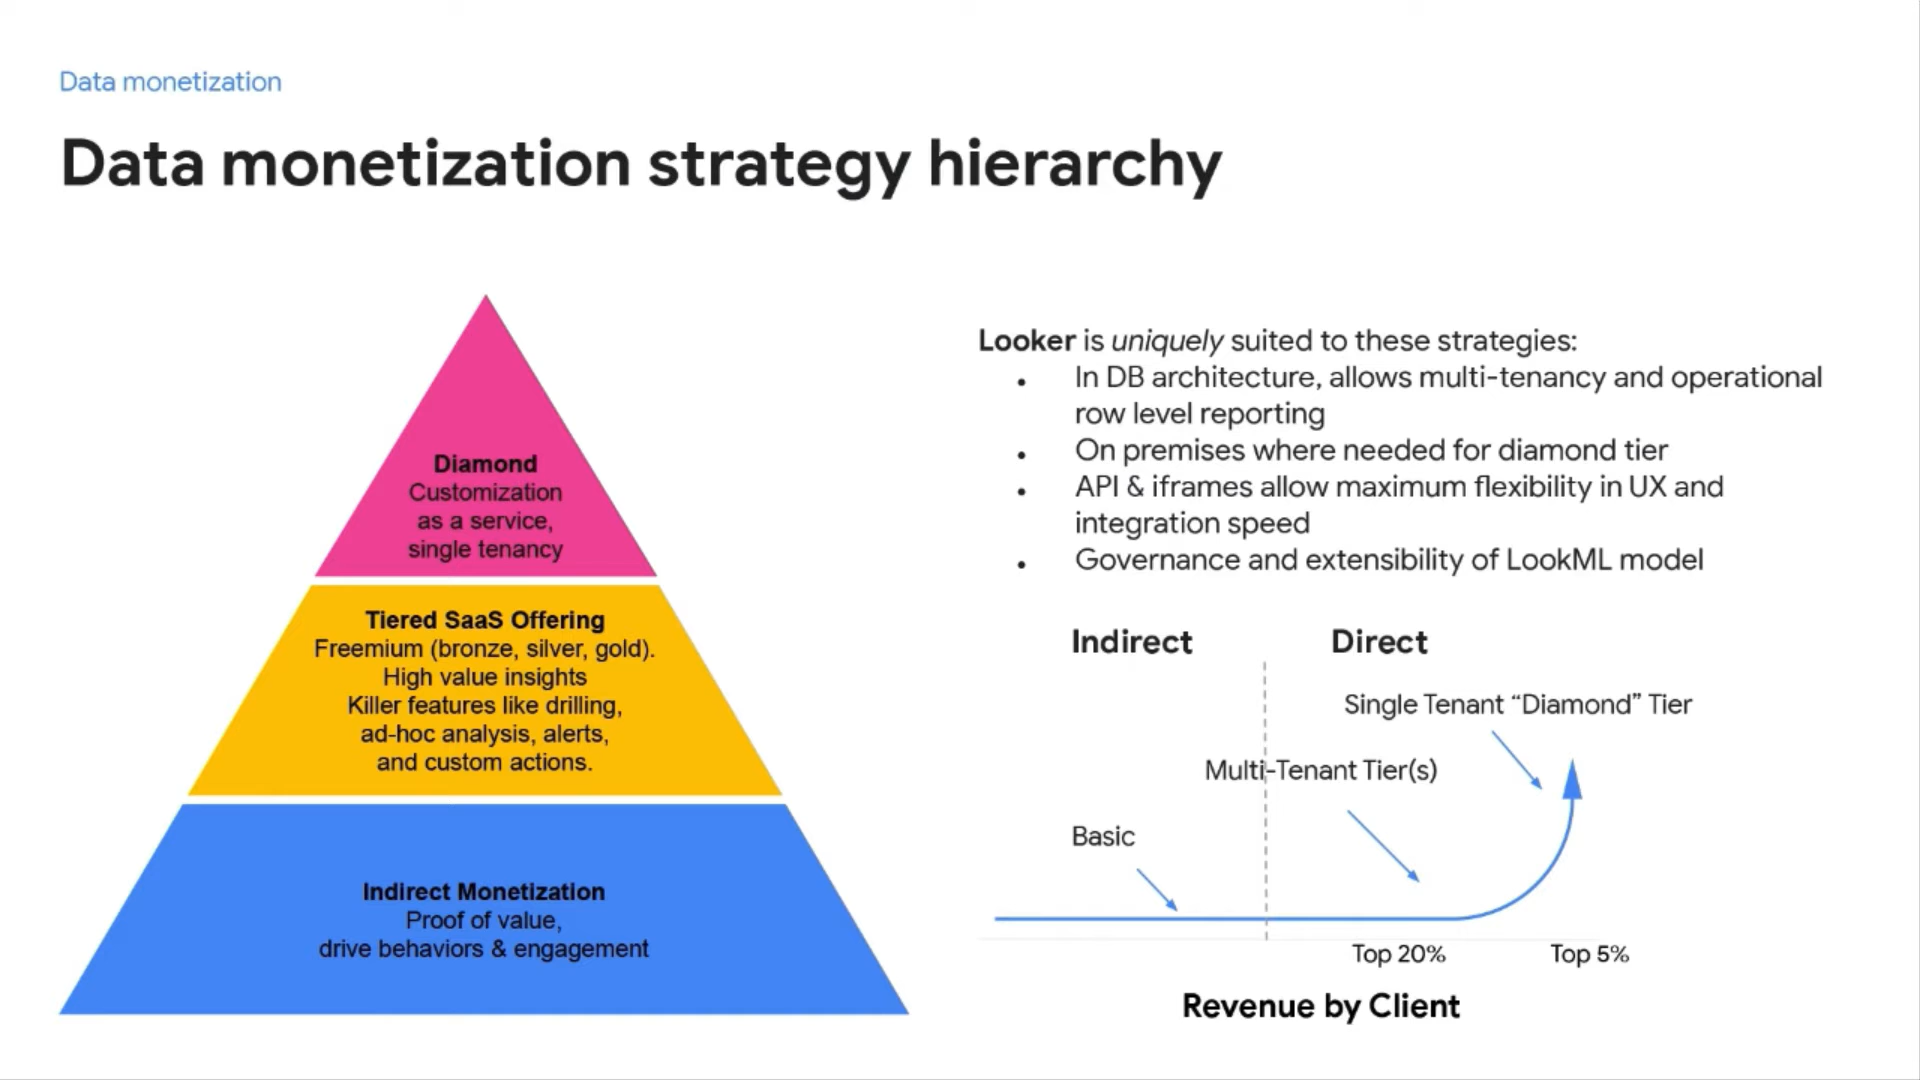 Data monetization
Data monetization strategy hierarchy
Diamond
Customization
as a service,
single tenancy
Tiered SaaS Offering
Freemium (bronze, silver, gold).
High value insights
Killer features like drilling,
ad-hoc analysis, alerts,
and custom actions.
Indirect Monetization
Proof of value,
drive behaviors & engagement
Looker is uniquely suited to these strategies:
• In DB architecture, allows multi-tenancy and operational
row level reporting
• On premises where needed for diamond tier
• API & iframes allow maximum flexibility in UX and
integration speed
• Governance and extensibility of LookML model
Indirect
Direct
Single Tenant “Diamond” Tier
Multi-Tenant Tier(s)
Basic
Top 20%
Top 5%
Revenue by Client